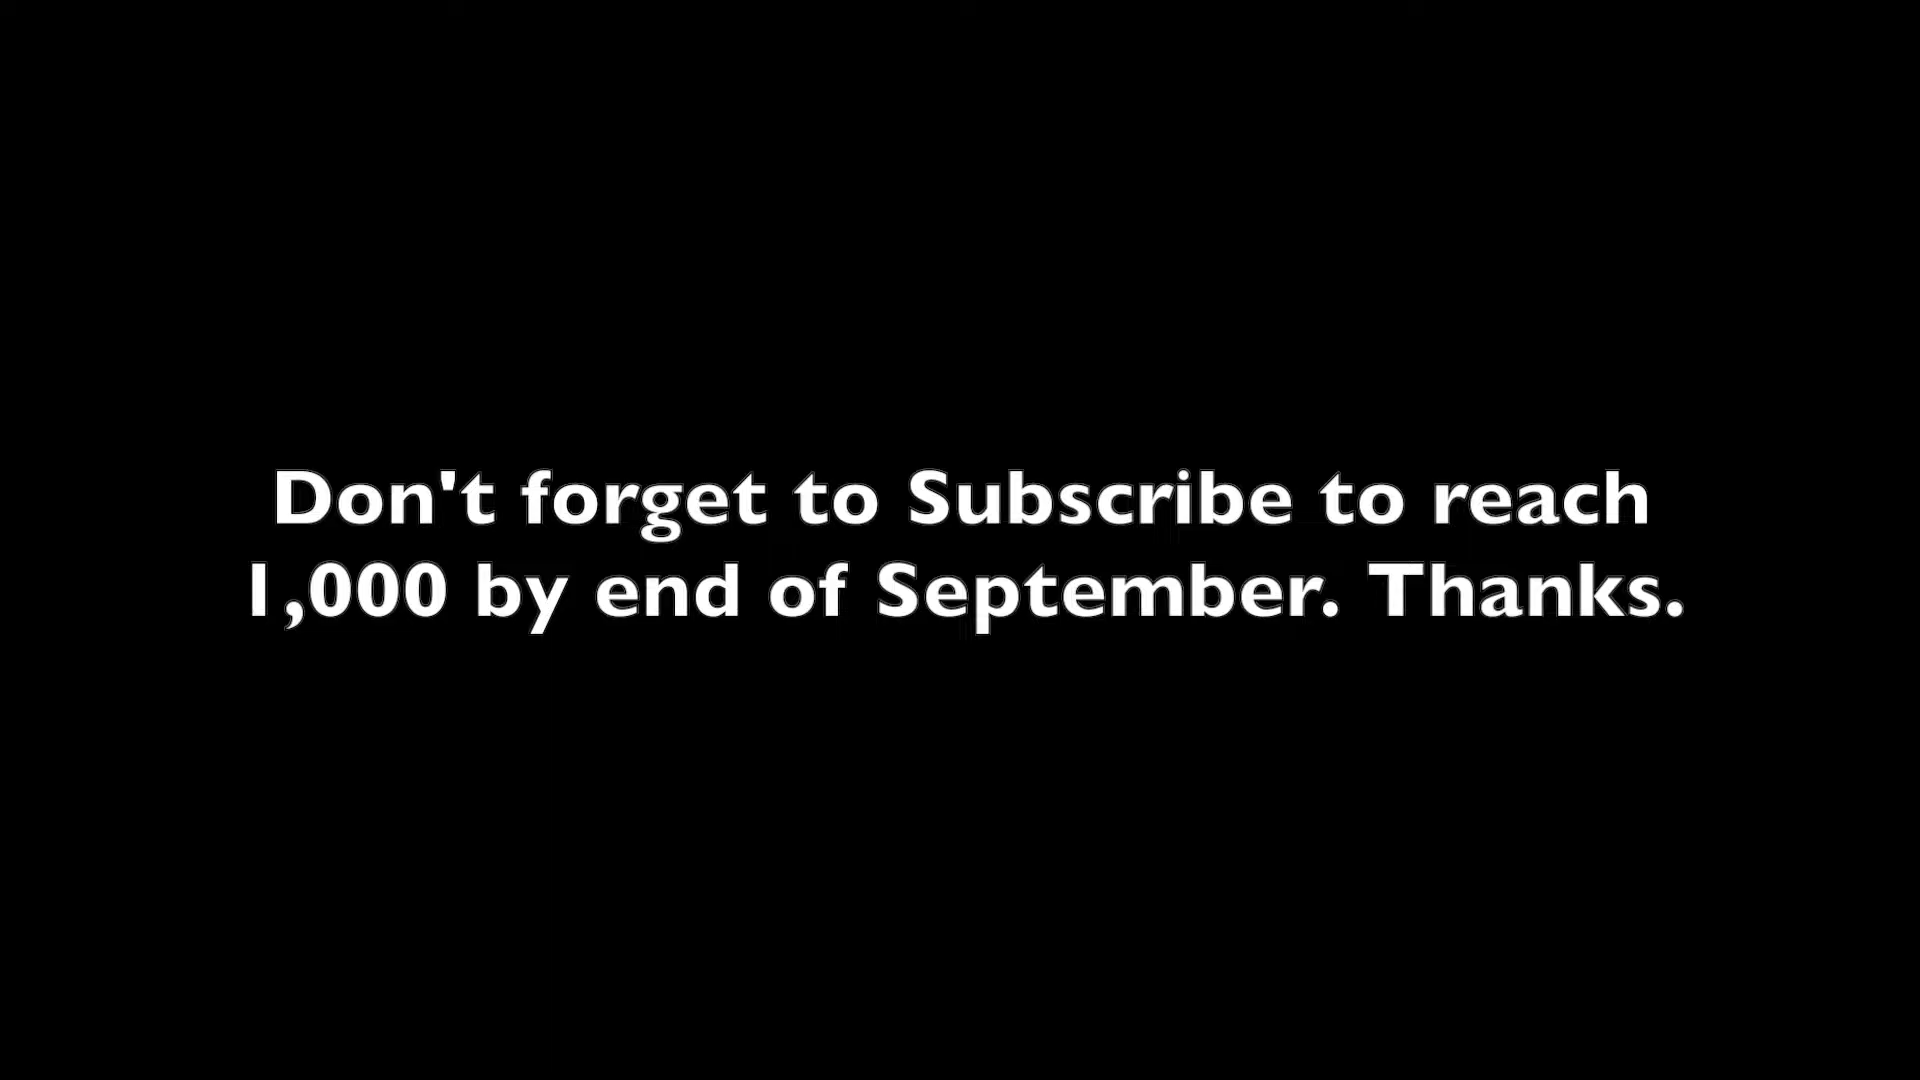 Don't forget to Subscribe to reach
1,000 by end of September. Thanks.